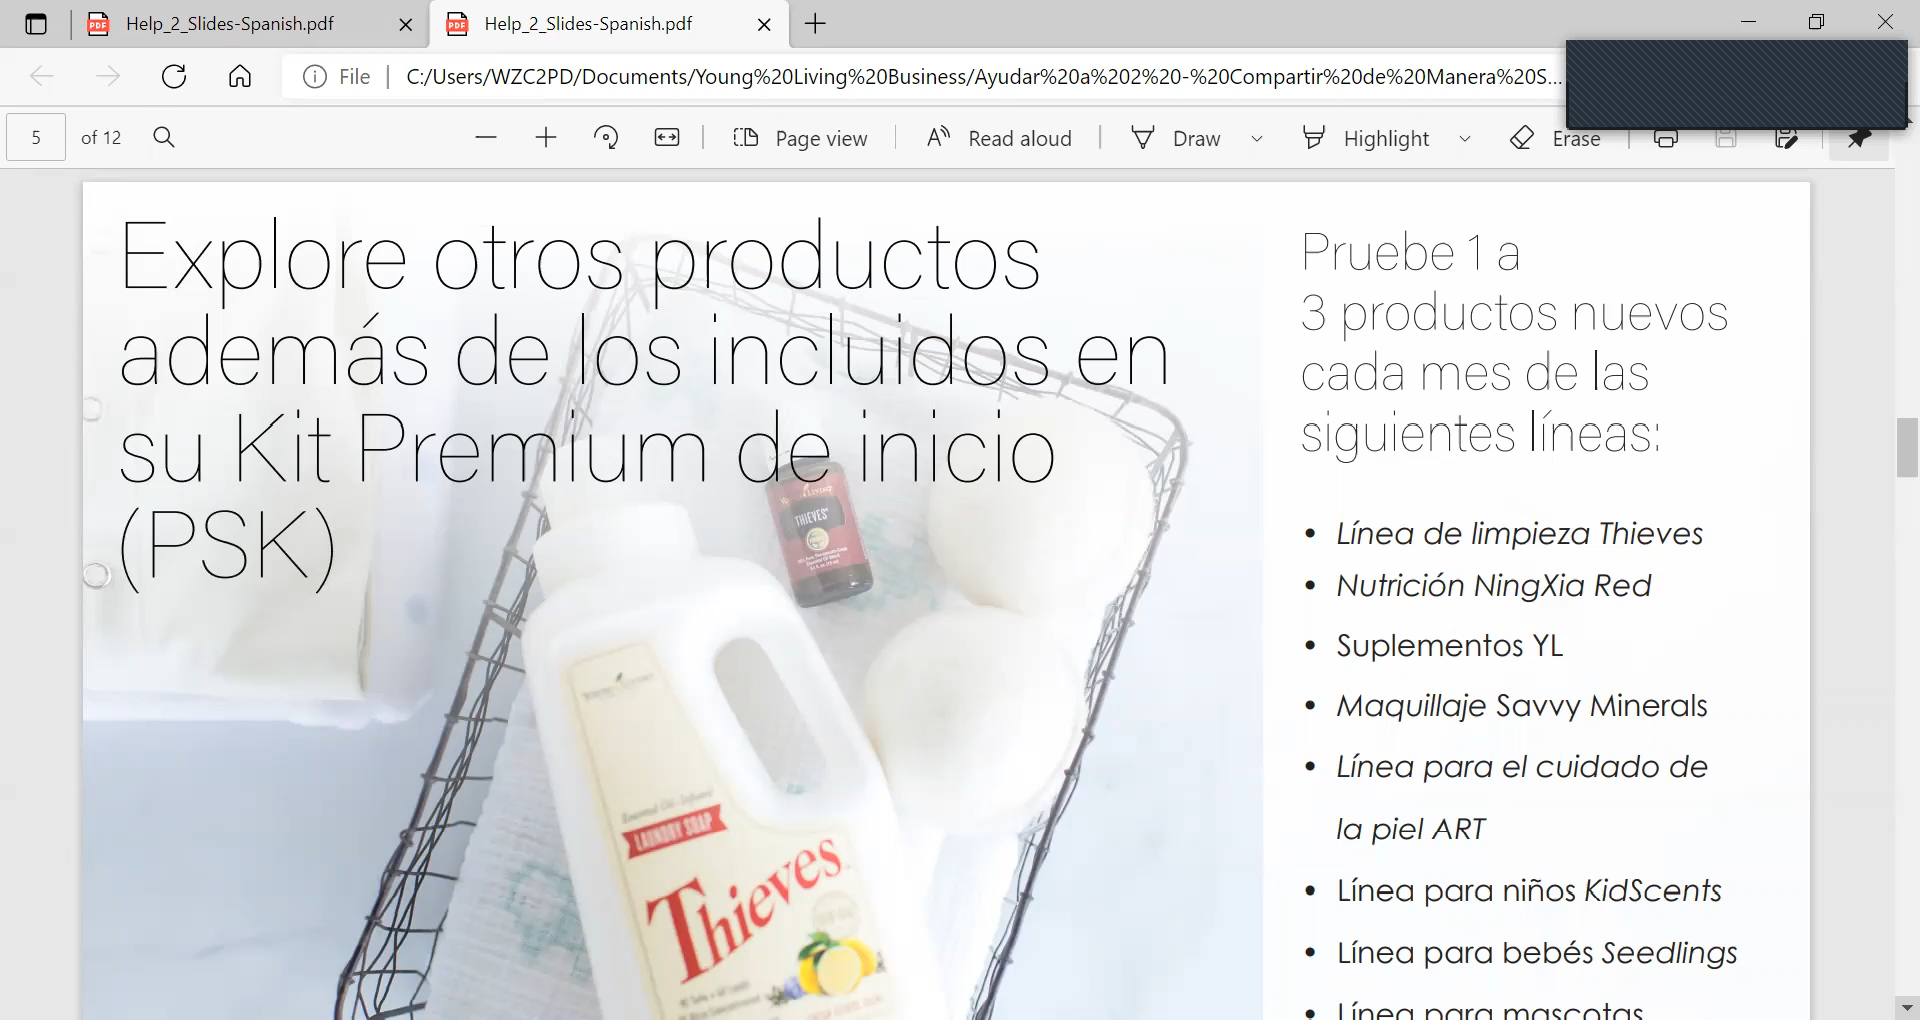 Help_2_Slides-Spanish.pdf
Help_2_Slides-Spanish.pdf
File
C:/Users/WZC2PD/Documents/Young%20Living%20Business/Ayudar%20a%202%20-%20Compartir%20de%20Manera%20S...
5 of 12
Page view
Read aloud
Draw
Highlight
Erase
Explore otros productos
además de los incluidos en
su Kit Premium de inicio
(PSK)
Pruebe 1 a
3 productos nuevos
cada mes de las
siguientes líneas:
• Línea de limpieza Thieves
• Nutrición NingXia Red
• Suplementos YL
• Maquillaje Savvy Minerals
• Línea para el cuidado de
la piel ART
• Línea para niños KidScents
• Línea para bebés Seedlings
• Línea para mascotas
THIEVES
LAUNDRY SOAP
Thieves